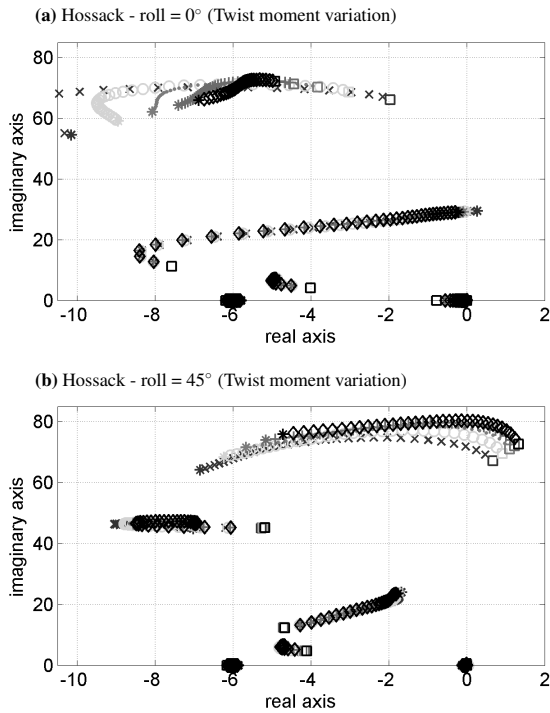 (a) Hossack - roll = 0° (Twist moment variation)
80
60
40
20
0
imaginary axis
-10 -8 -6 -4 -2 0 2
real axis
(b) Hossack - roll = 45° (Twist moment variation)
80
60
40
20
0
imaginary axis
-10 -8 -6 -4 -2 0 2
real axis